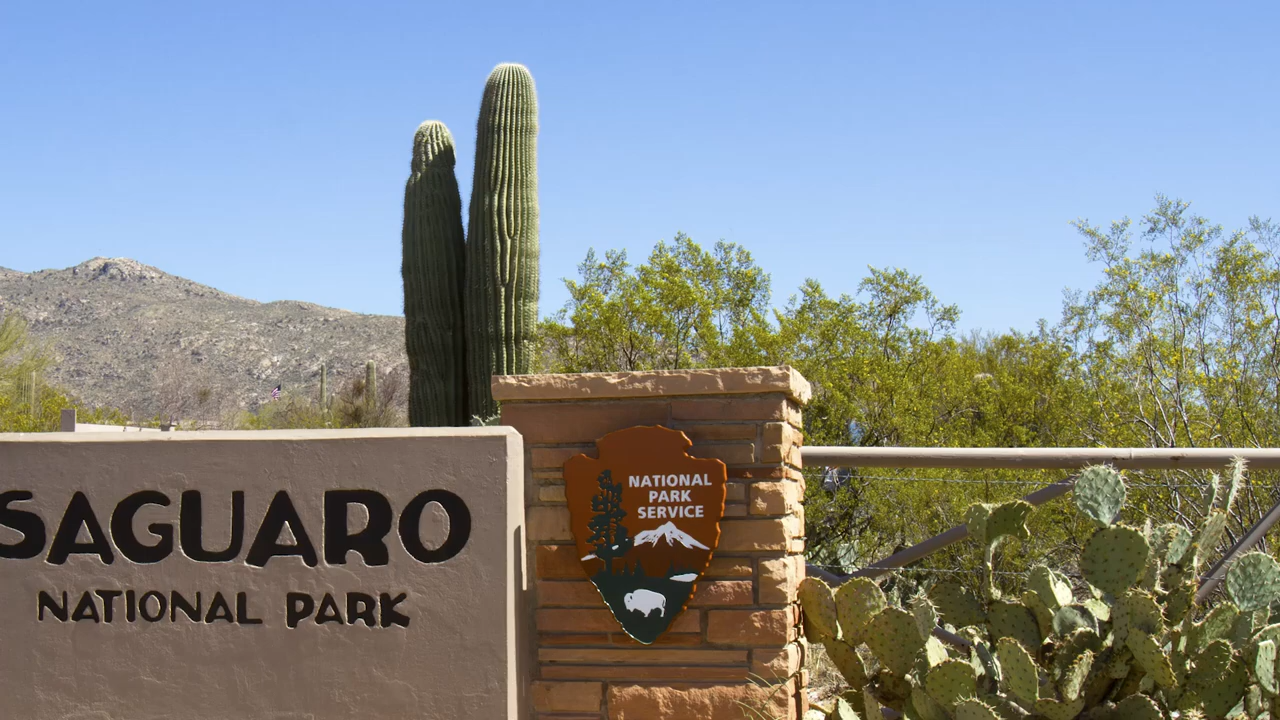 SAGUARO
NATIONAL PARK
NATIONAL
PARK
SERVICE